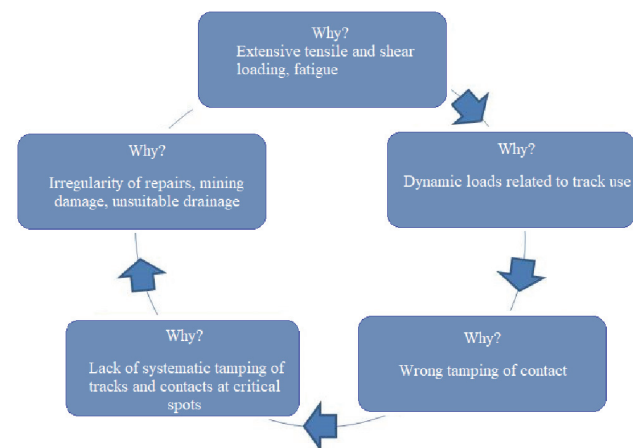 Why?
Extensive tensile and shear
loading, fatigue
Why?
Dynamic loads related to track use
Why?
Wrong tamping of contact
Why?
Lack of systematic tamping of
tracks and contacts at critical
spots
Why?
Irregularity of repairs, mining
damage, unsuitable drainage